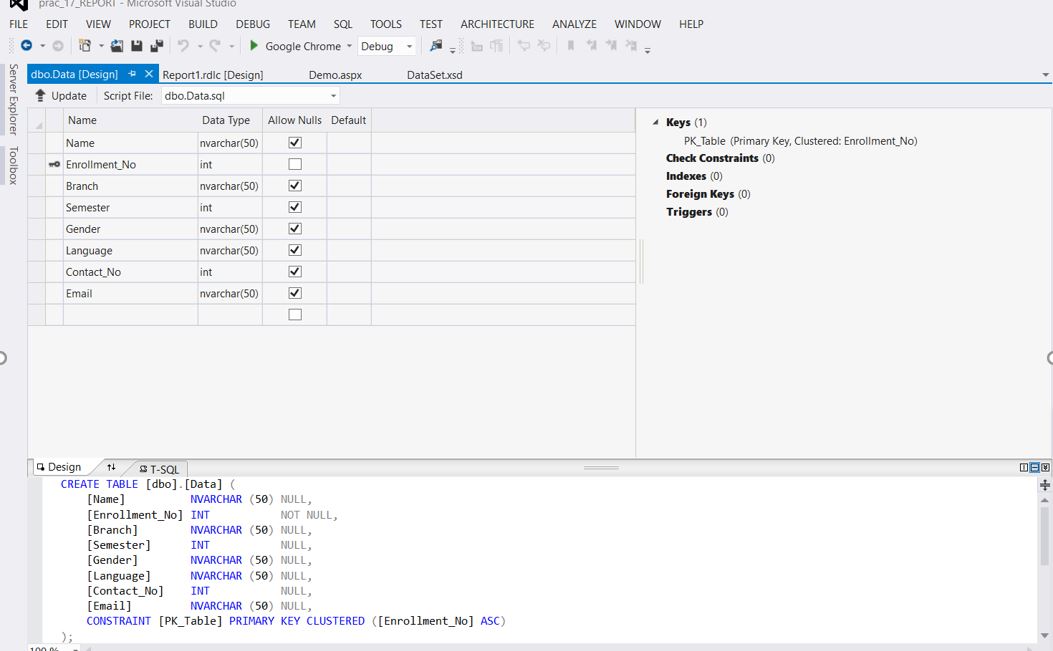 prac_17_REPORT - Microsoft Visual Studio
FILE EDIT VIEW PROJECT BUILD DEBUG TEAM SQL TOOLS TEST ARCHITECTURE ANALYZE WINDOW HELP
Google Chrome Debug
Server Explorer
Toolbox
dbo.Data [Design] Report1.rdlc [Design] Demo.aspx DataSet.xsd
Update Script File: dbo.Data.sql
Name Data Type Allow Nulls Default
Name nvarchar(50)
Enrollment_No int
Branch nvarchar(50)
Semester int
Gender nvarchar(50)
Language nvarchar(50)
Contact_No int
Email nvarchar(50)
Keys (1)
PK_Table (Primary Key, Clustered: Enrollment_No)
Check Constraints (0)
Indexes (0)
Foreign Keys (0)
Triggers (0)
Design T-SQL
CREATE TABLE [dbo].[Data] (
[Name] NVARCHAR (50) NULL,
[Enrollment_No] INT NOT NULL,
[Branch] NVARCHAR (50) NULL,
[Semester] INT NULL,
[Gender] NVARCHAR (50) NULL,
[Language] NVARCHAR (50) NULL,
[Contact_No] INT NULL,
[Email] NVARCHAR (50) NULL,
CONSTRAINT [PK_Table] PRIMARY KEY CLUSTERED ([Enrollment_No] ASC)
);
100 %